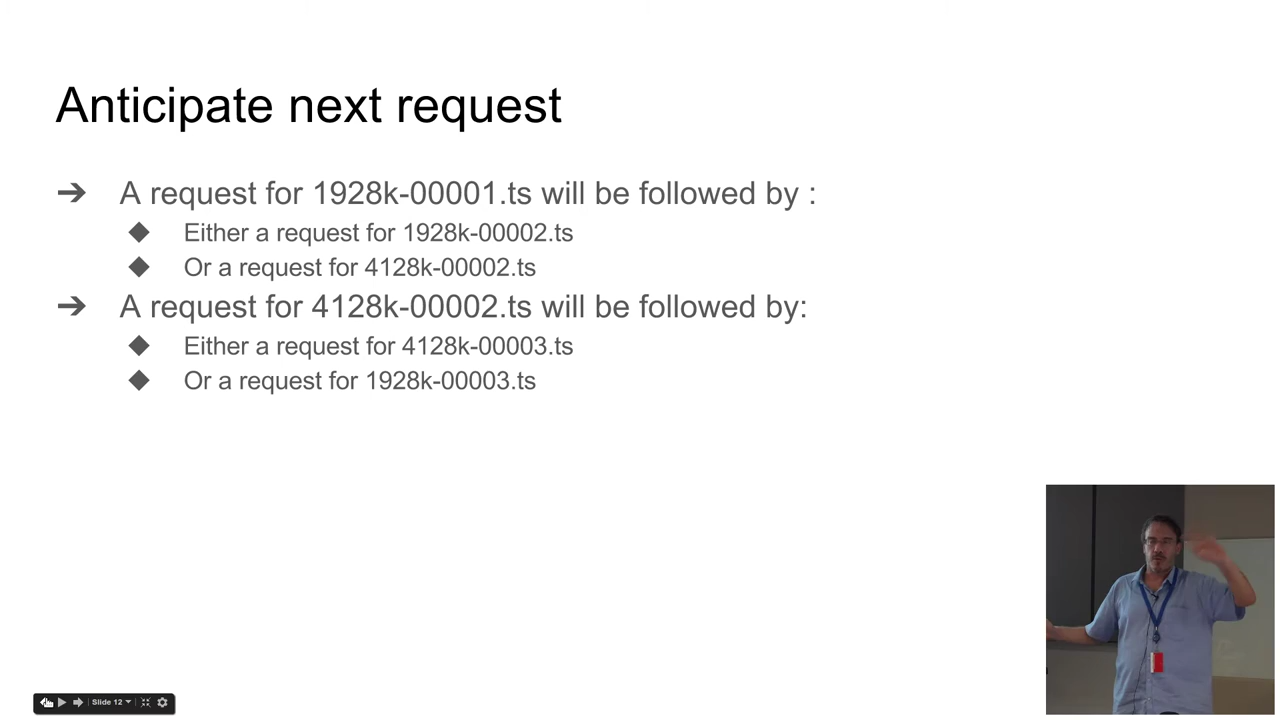 Anticipate next request
➔ A request for 1928k-00001.ts will be followed by :
◆ Either a request for 1928k-00002.ts
◆ Or a request for 4128k-00002.ts
➔ A request for 4128k-00002.ts will be followed by:
◆ Either a request for 4128k-00003.ts
◆ Or a request for 1928k-00003.ts
Slide 12